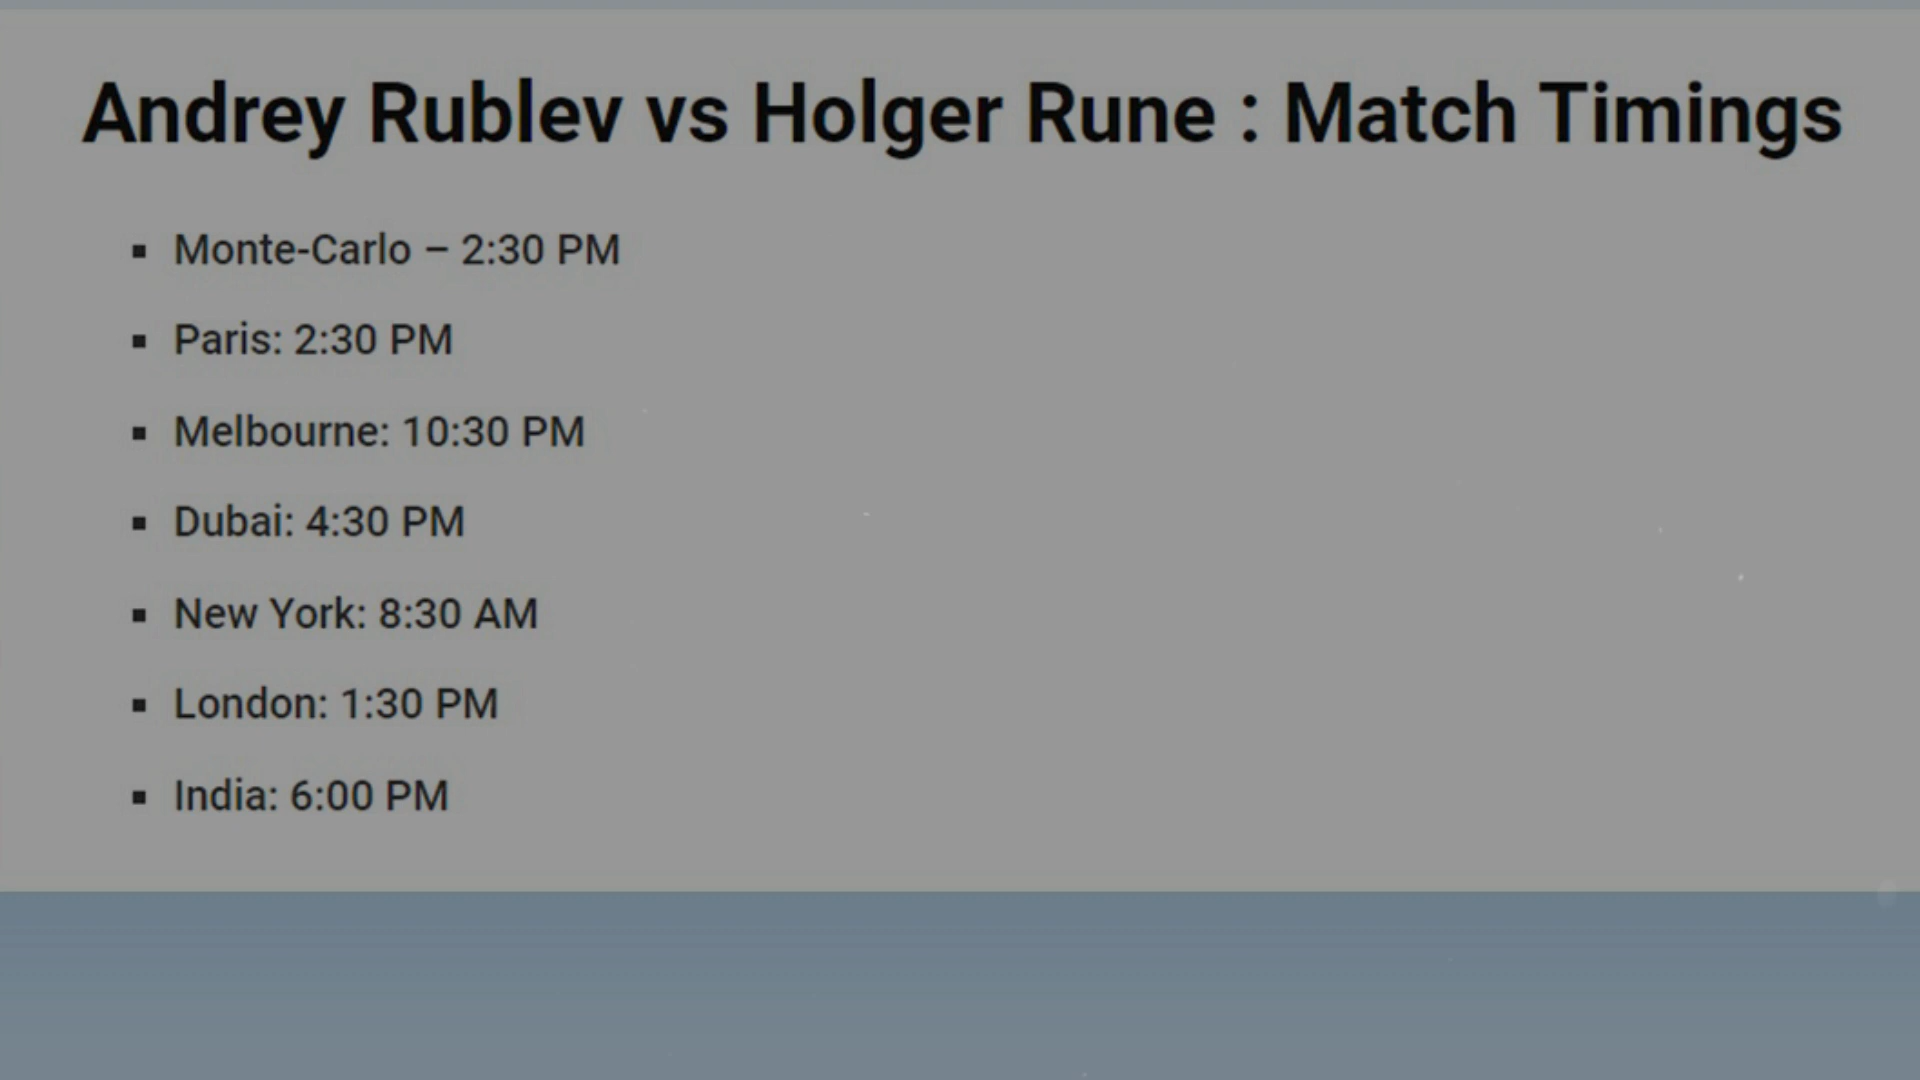 Andrey Rublev vs Holger Rune : Match Timings
▪ Monte-Carlo – 2:30 PM
▪ Paris: 2:30 PM
▪ Melbourne: 10:30 PM
▪ Dubai: 4:30 PM
▪ New York: 8:30 AM
▪ London: 1:30 PM
▪ India: 6:00 PM